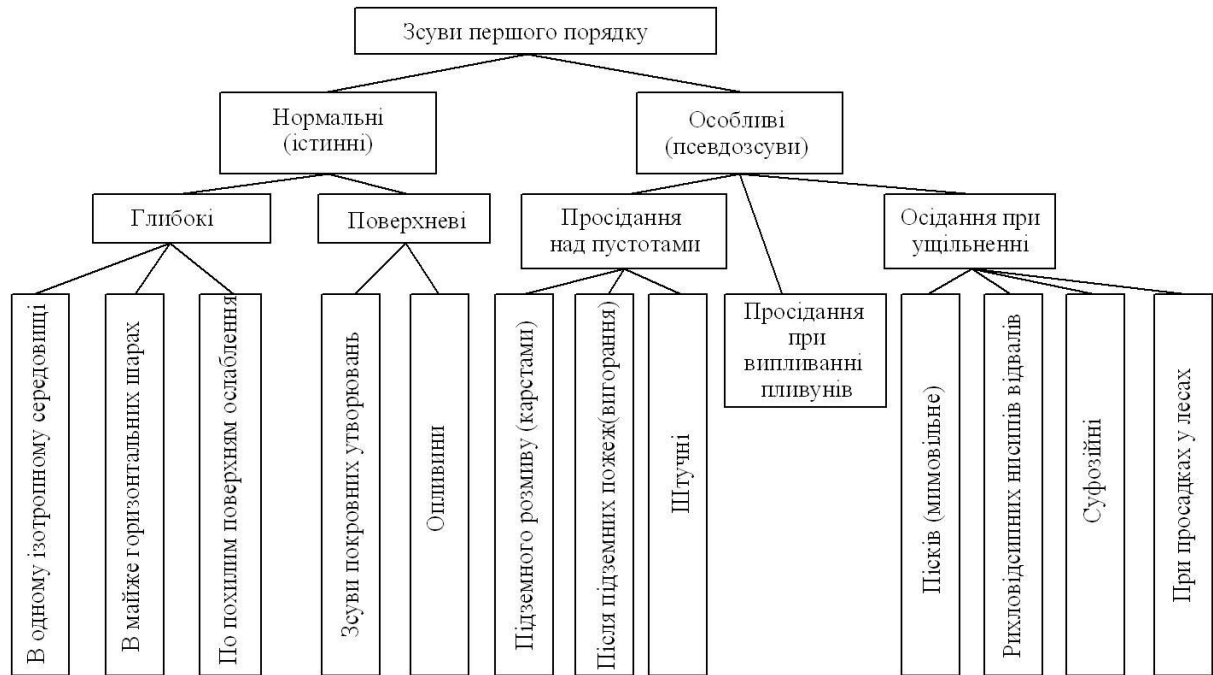 Зсуви першого порядку
Нормальні
(істинні)
Особливі
(псевдозсуви)
Глибокі
Поверхневі
Просідання
над пустотами
Осідання при
ущільненні
В одному ізотропному середовищі
В майже горизонтальних шарах
По похилим поверхням ослаблення
Зсуви покровних утворювань
Опливини
Підземного розмиву (карстами)
Після підземних пожеж(вигорання)
Штучні
Просідання
при
випливанні
пливунів
Пісків (мимовільне)
Рихловідсипних нисипів відвалів
Суфозійні
При просадках у лесах